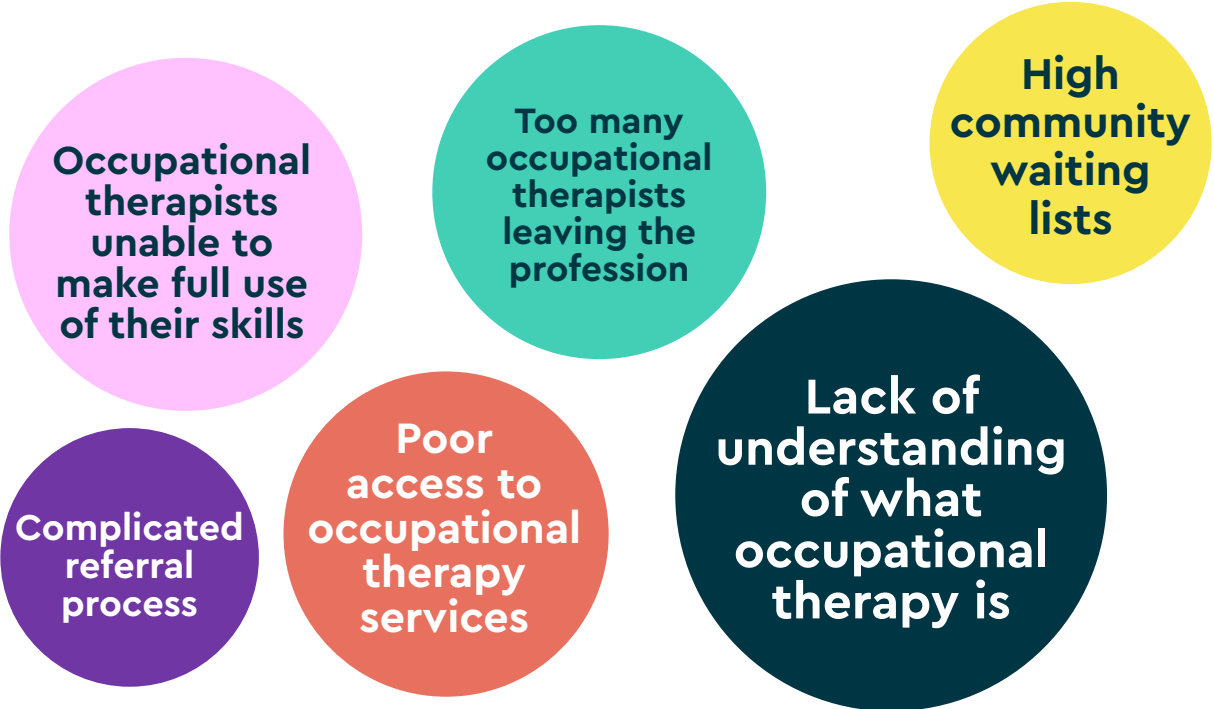 Occupational
therapists
unable to
make full use
of their skills
Too many
occupational
therapists
leaving the
profession
High
community
waiting
lists
Complicated
referral
process
Poor
access to
occupational
therapy
services
Lack of
understanding
of what
occupational
therapy is